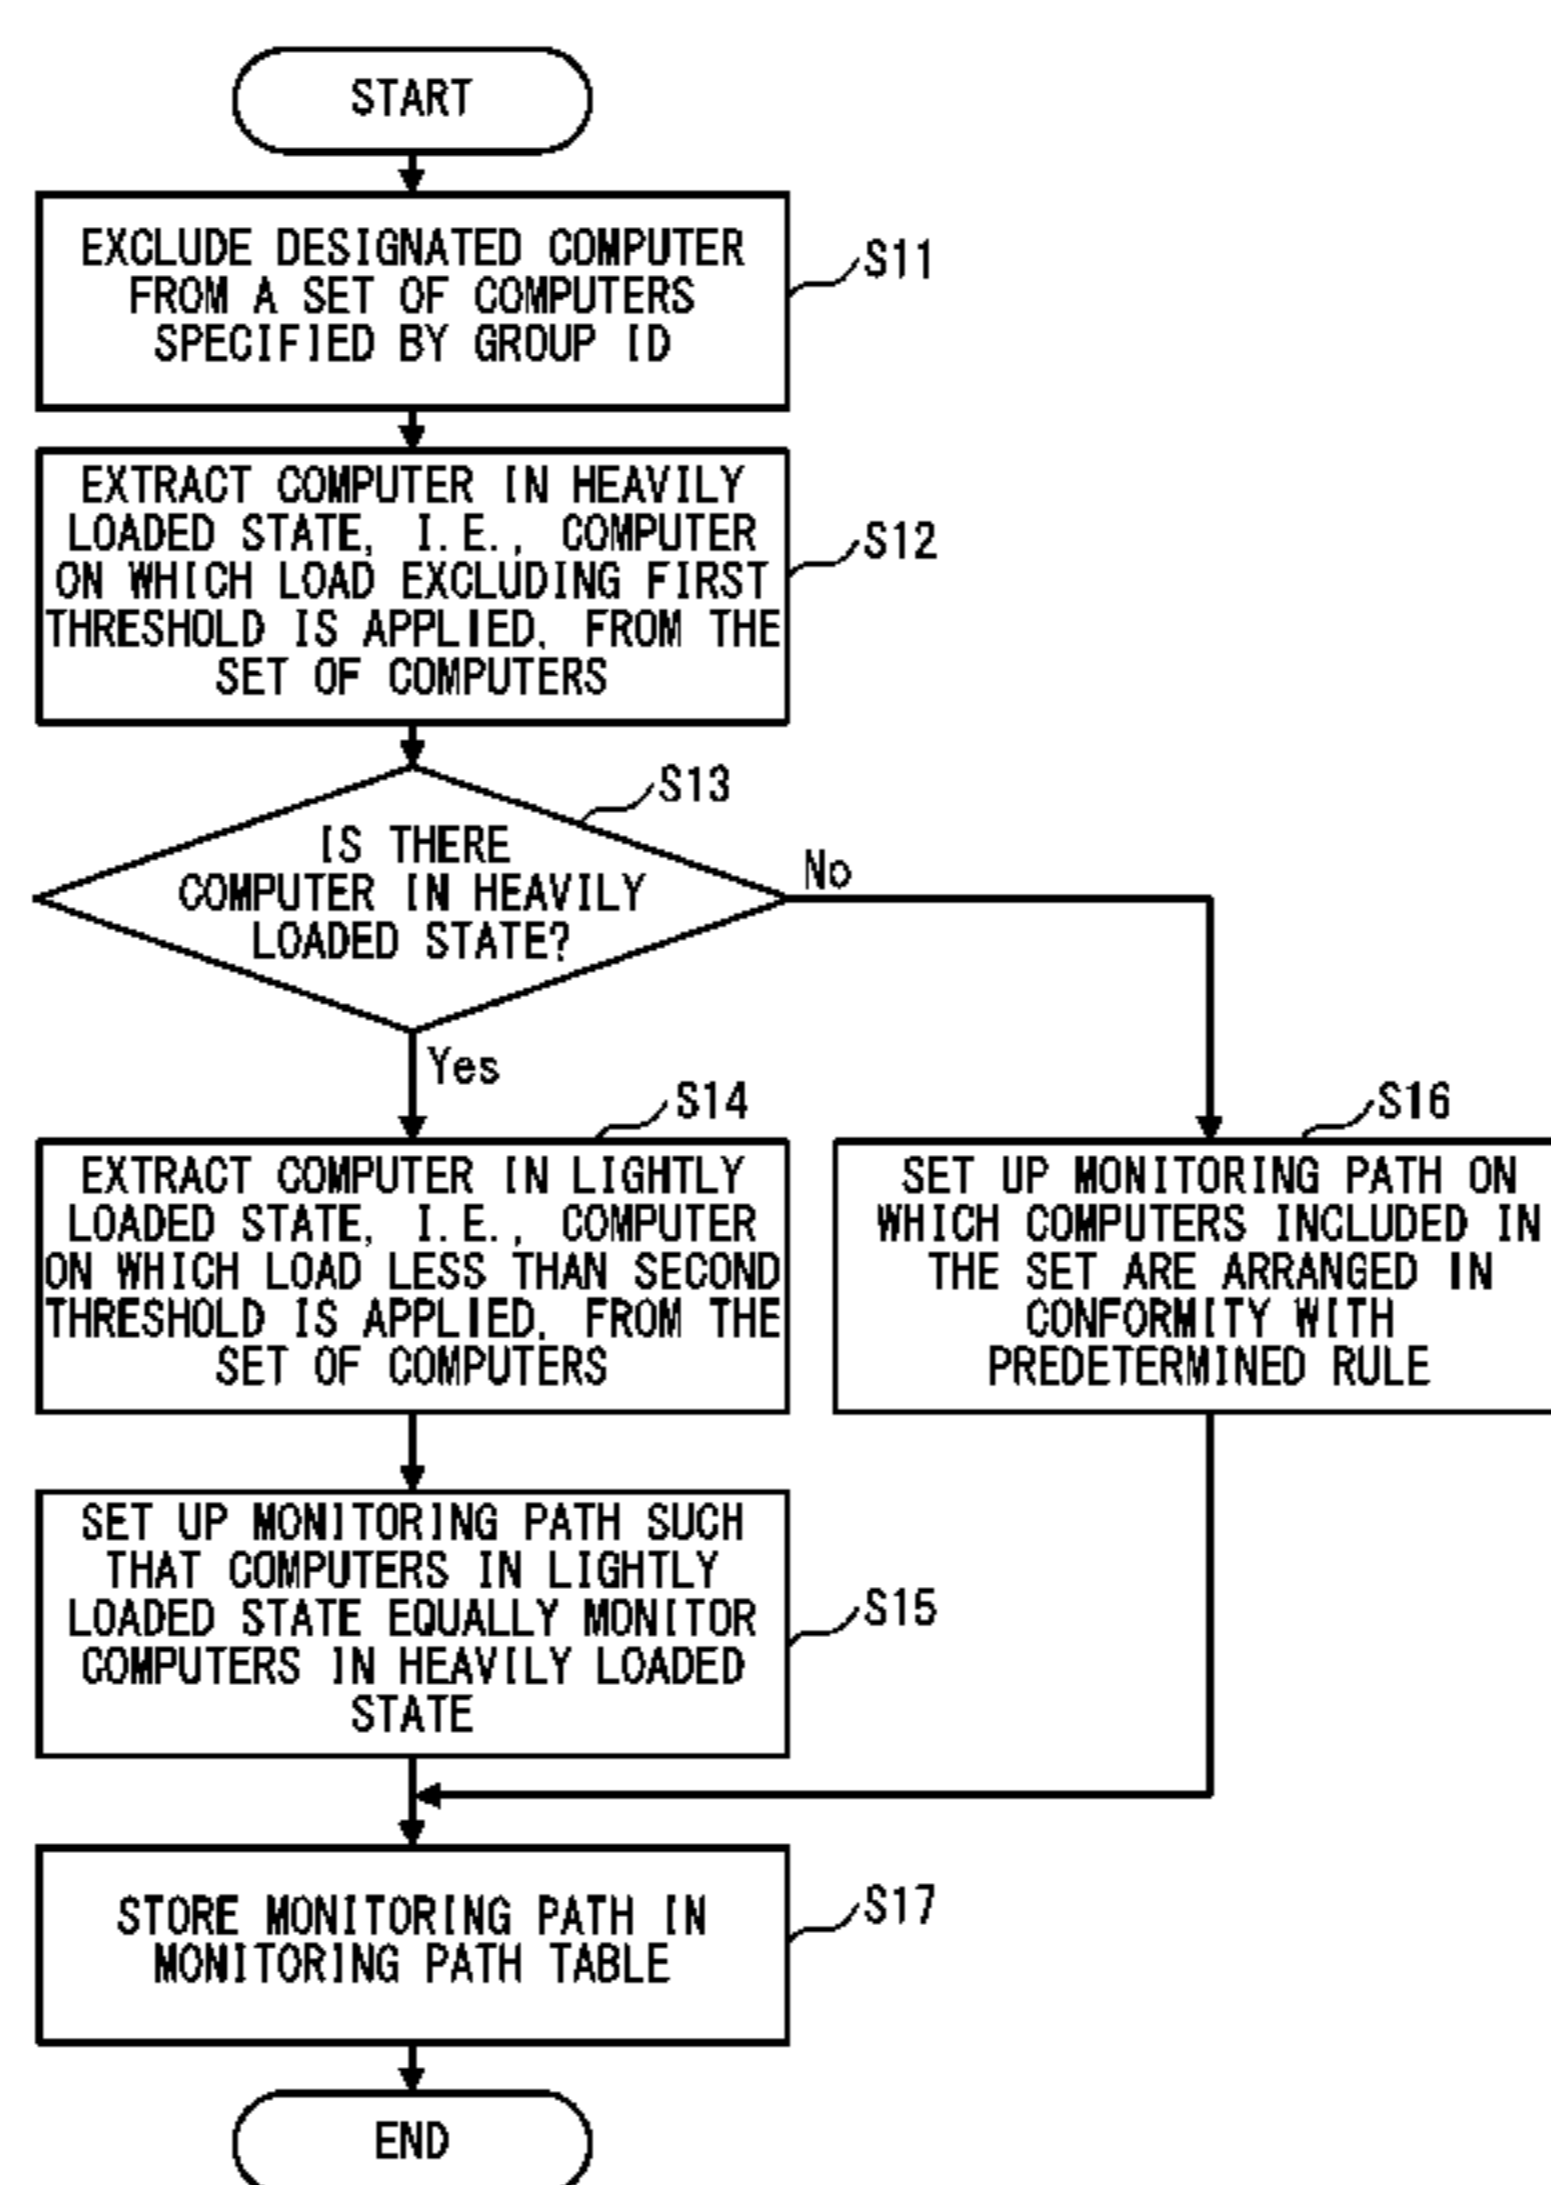 START
EXCLUDE DESIGNATED COMPUTER
FROM A SET OF COMPUTERS
SPECIFIED BY GROUP ID
S11
EXTRACT COMPUTER IN HEAVILY
LOADED STATE, I.E., COMPUTER
ON WHICH LOAD EXCLUDING FIRST
THRESHOLD IS APPLIED, FROM THE
SET OF COMPUTERS
S12
S13
IS THERE
COMPUTER IN HEAVILY
LOADED STATE?
No
Yes
S14
EXTRACT COMPUTER IN LIGHTLY
LOADED STATE, I.E., COMPUTER
ON WHICH LOAD LESS THAN SECOND
THRESHOLD IS APPLIED, FROM THE
SET OF COMPUTERS
S16
SET UP MONITORING PATH ON
WHICH COMPUTERS INCLUDED IN
THE SET ARE ARRANGED IN
CONFORMITY WITH
PREDETERMINED RULE
SET UP MONITORING PATH SUCH
THAT COMPUTERS IN LIGHTLY
LOADED STATE EQUALLY MONITOR
COMPUTERS IN HEAVILY LOADED
STATE
S15
STORE MONITORING PATH IN
MONITORING PATH TABLE
S17
END